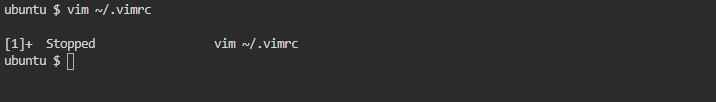 ubuntu $ vim ~/.vimrc
[1]+  Stopped                 vim ~/.vimrc
ubuntu $